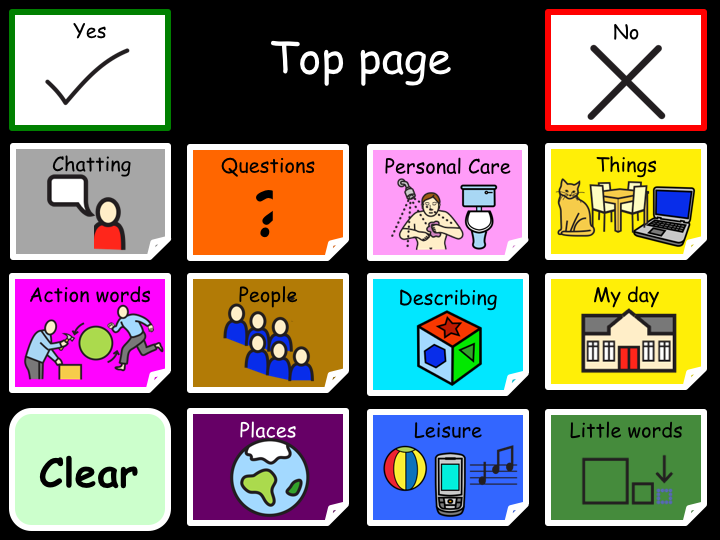 Yes
Top page
No
Chatting
Questions
Personal Care
Things
Action words
People
Describing
My day
Clear
Places
Leisure
Little words